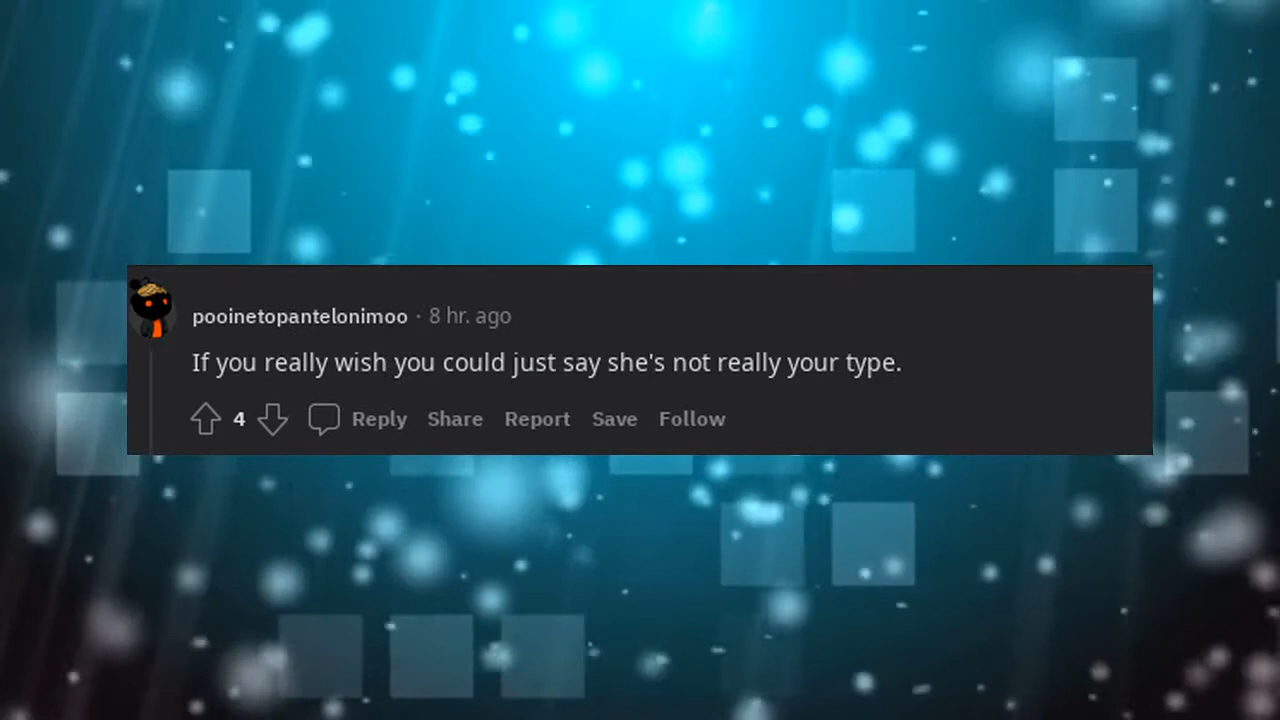 pooinetopantelonimoo · 8 hr. ago
If you really wish you could just say she's not really your type.
4 Reply Share Report Save Follow